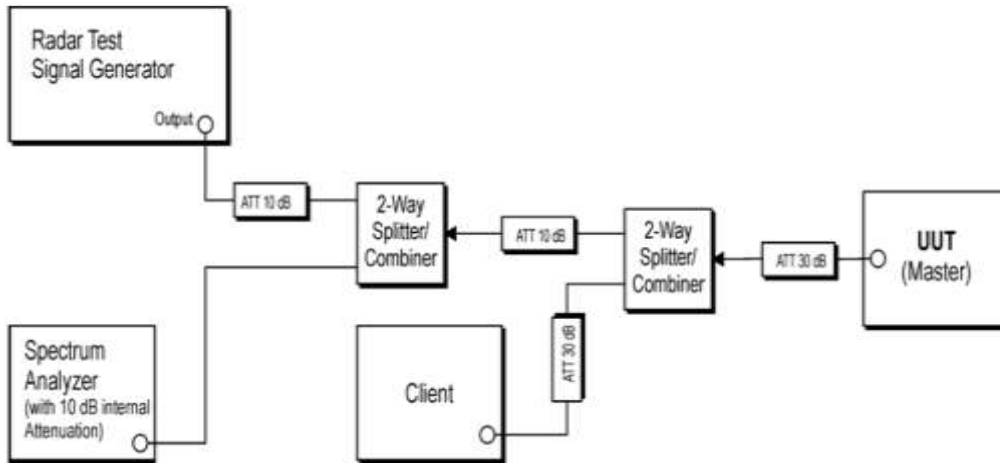 Radar Test
Signal Generator
Output
ATT 10 dB
2-Way
Splitter/
Combiner
ATT 10 dB
2-Way
Splitter/
Combiner
ATT 30 dB
UUT
(Master)
Spectrum
Analyzer
(with 10 dB internal
Attenuation)
Client
ATT 30 dB